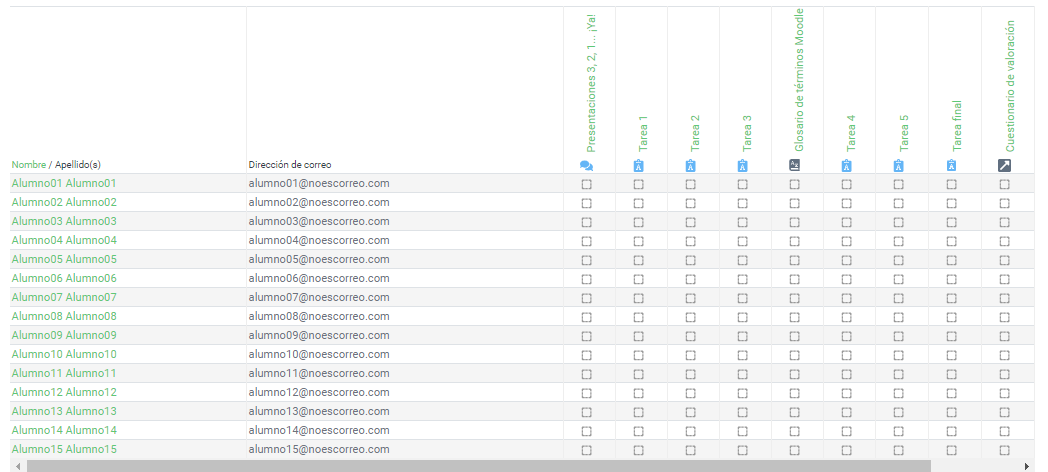 Presentaciones 3, 2, 1... ¡Ya!
Tarea 1
Tarea 2
Tarea 3
Glosario de términos Moodle
Tarea 4
Tarea 5
Tarea final
Cuestionario de valoración
Nombre / Apellido(s) Dirección de correo
Alumno01 Alumno01 alumno01@noescorreo.com
Alumno02 Alumno02 alumno02@noescorreo.com
Alumno03 Alumno03 alumno03@noescorreo.com
Alumno04 Alumno04 alumno04@noescorreo.com
Alumno05 Alumno05 alumno05@noescorreo.com
Alumno06 Alumno06 alumno06@noescorreo.com
Alumno07 Alumno07 alumno07@noescorreo.com
Alumno08 Alumno08 alumno08@noescorreo.com
Alumno09 Alumno09 alumno09@noescorreo.com
Alumno10 Alumno10 alumno10@noescorreo.com
Alumno11 Alumno11 alumno11@noescorreo.com
Alumno12 Alumno12 alumno12@noescorreo.com
Alumno13 Alumno13 alumno13@noescorreo.com
Alumno14 Alumno14 alumno14@noescorreo.com
Alumno15 Alumno15 alumno15@noescorreo.com